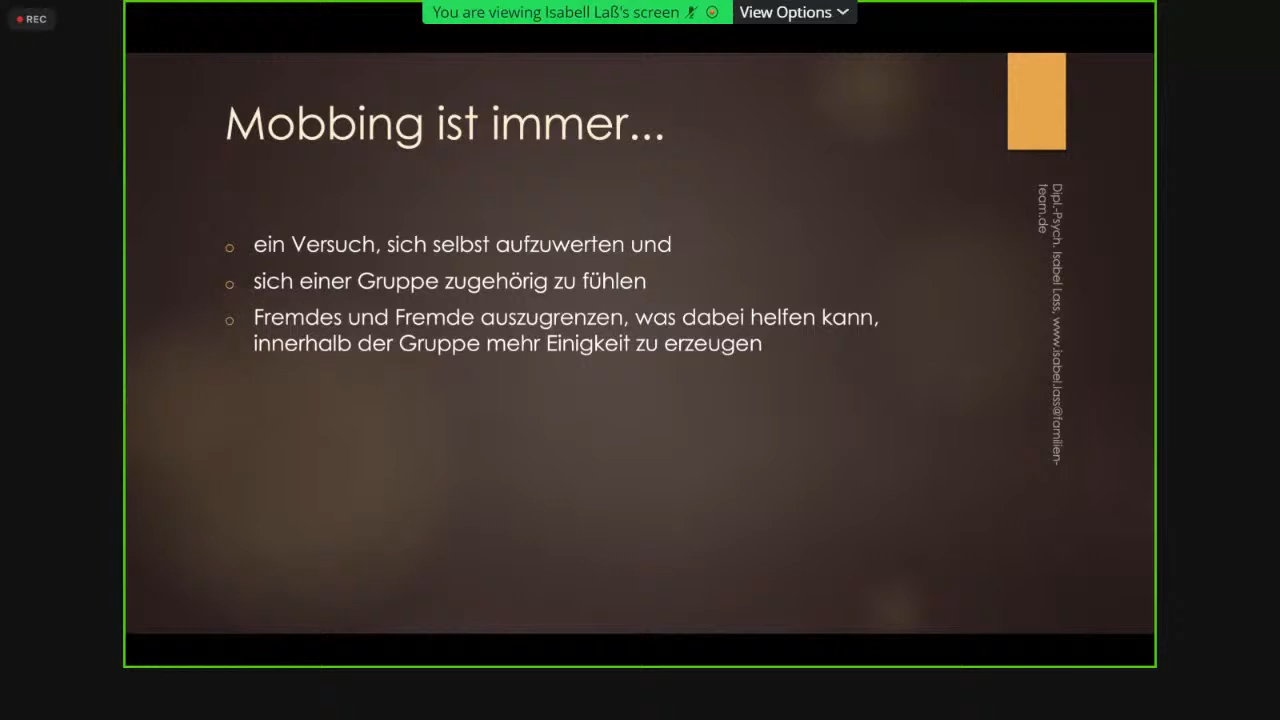 REC
You are viewing Isabell Laß's screen
View Options
Mobbing ist immer...
ein Versuch, sich selbst aufzuwerten und
sich einer Gruppe zugehörig zu fühlen
Fremdes und Fremde auszugrenzen, was dabei helfen kann,
innerhalb der Gruppe mehr Einigkeit zu erzeugen
Dipl.-Psych. Isabel Lass, www.isabel.lass@familien-
team.de